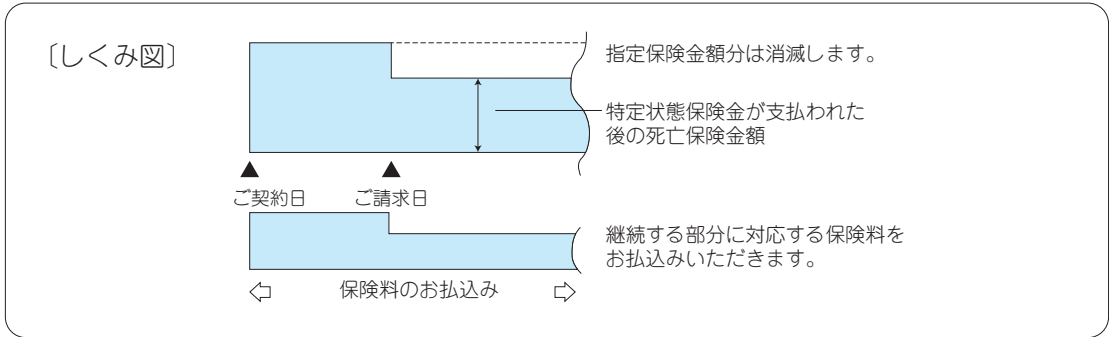 〔しくみ図〕
指定保険金額分は消滅します。
特定状態保険金が支払われた
後の死亡保険金額
ご契約日
ご請求日
継続する部分に対応する保険料を
お払込みいただきます。
保険料のお払込み